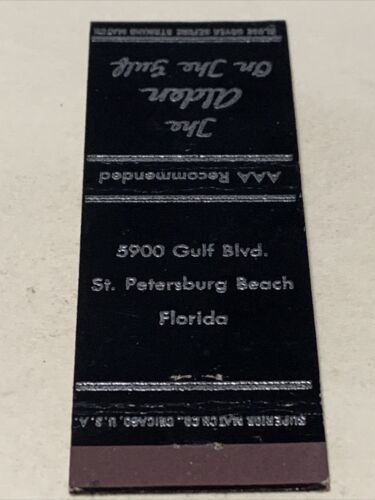 CLOSE COVER BEFORE STRIKING MATCH
The
Alden
On The Gulf
AAA Recommended
5900 Gulf Blvd.
St. Petersburg Beach
Florida
SUPERIOR MATCH CO., CHICAGO, U.S.A.